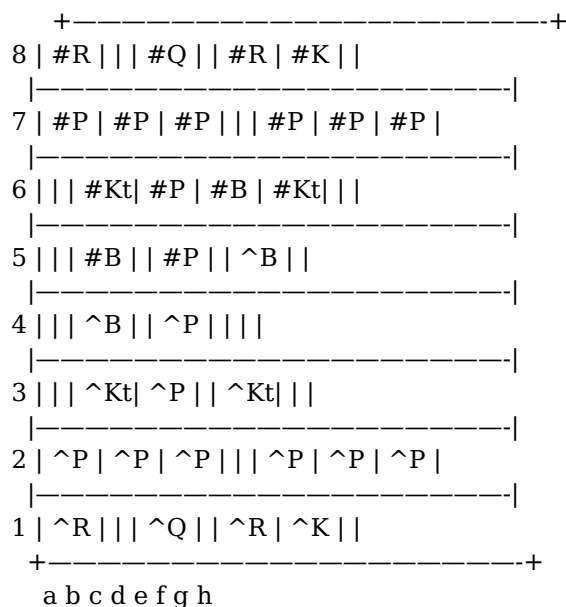 +———————————————————-+
8 | #R | | | #Q | | #R | #K | |
|———————————————————-|
7 | #P | #P | #P | | | #P | #P | #P |
|———————————————————-|
6 | | | #Kt| #P | #B | #Kt| | |
|———————————————————-|
5 | | | #B | | #P | | ^B | |
|———————————————————-|
4 | | | ^B | | ^P | | | |
|———————————————————-|
3 | | | ^Kt| ^P | | ^Kt| | |
|———————————————————-|
2 | ^P | ^P | ^P | | | ^P | ^P | ^P |
|———————————————————-|
1 | ^R | | | ^Q | | ^R | ^K | |
+———————————————————-+
a b c d e f g h